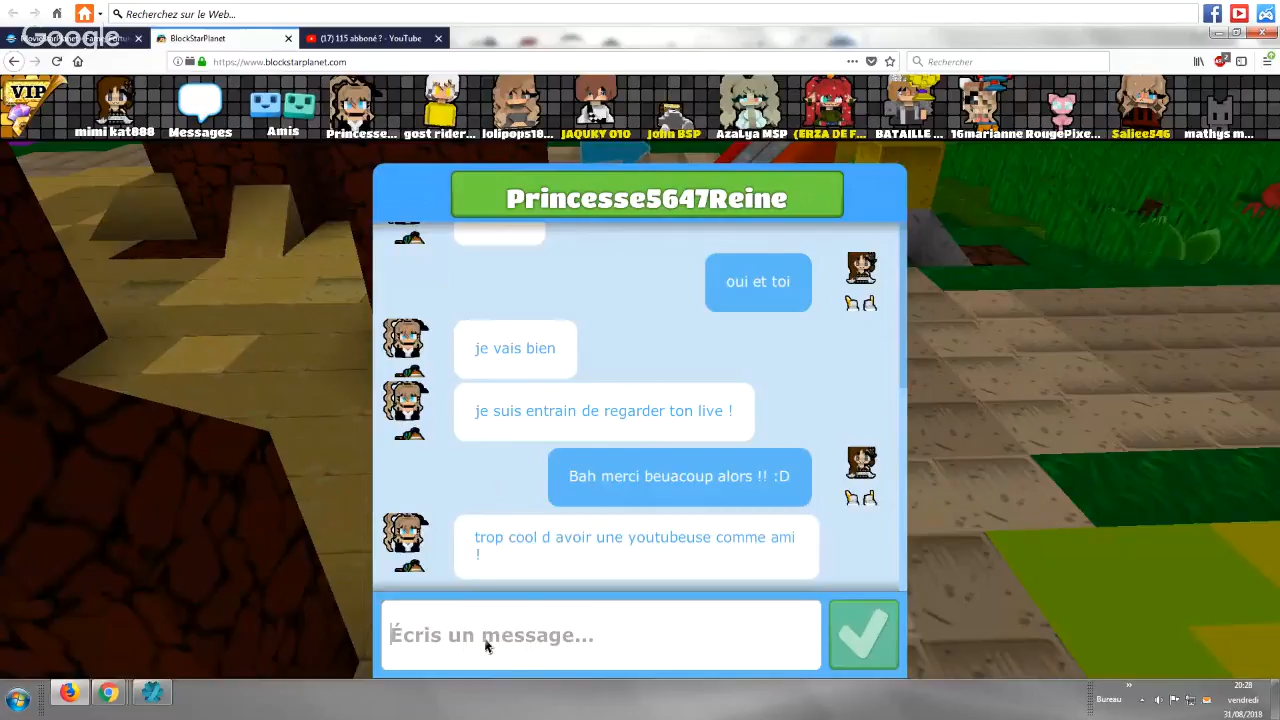 Recherchez sur le Web...
Google
BlockStarPlanet
(17) 115 abboné ? - YouTube
https://www.blockstarplanet.com
Rechercher
VIP
mimi kat888
Messages
Amis
Princesse...
gost rider...
lolipops18...
JAQUKY 010
john BSP
Azalya MSP
(ERZA DE F...
BATAILLE ...
16marianne
RougePixe...
Saliee546
mathys m...
Princesse5647Reine
oui et toi
je vais bien
je suis entrain de regarder ton live !
Bah merci beuacoup alors !! :D
trop cool d avoir une youtubeuse comme ami
!
Écris un message...
20:28
Bureau
vendredi
31/08/2018